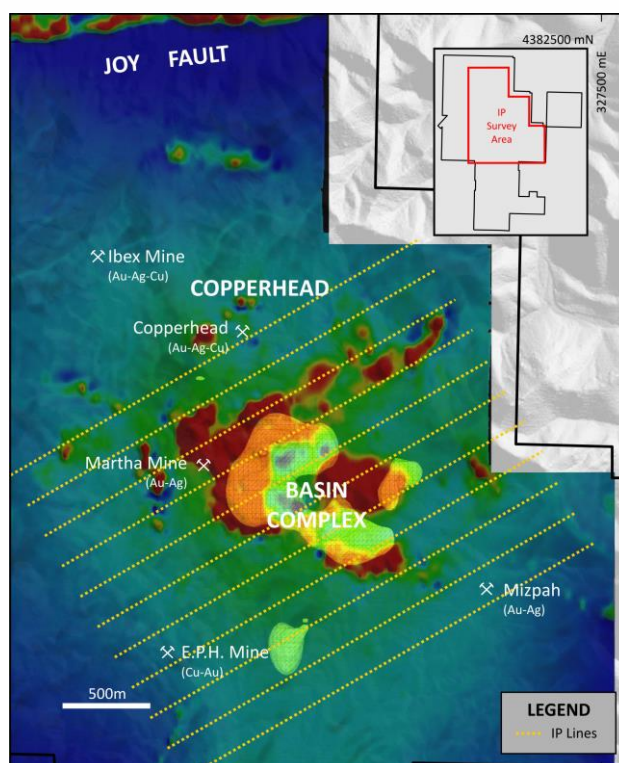 JOY FAULT
4382500 mN
327500 mE
IP
Survey
Area
Ibex Mine
(Au-Ag-Cu)
COPPERHEAD
Copperhead
(Au-Ag-Cu)
Martha Mine
(Au-Ag)
BASIN
COMPLEX
Mizpah
(Au-Ag)
E.P.H. Mine
(Cu-Au)
500m
LEGEND
IP Lines